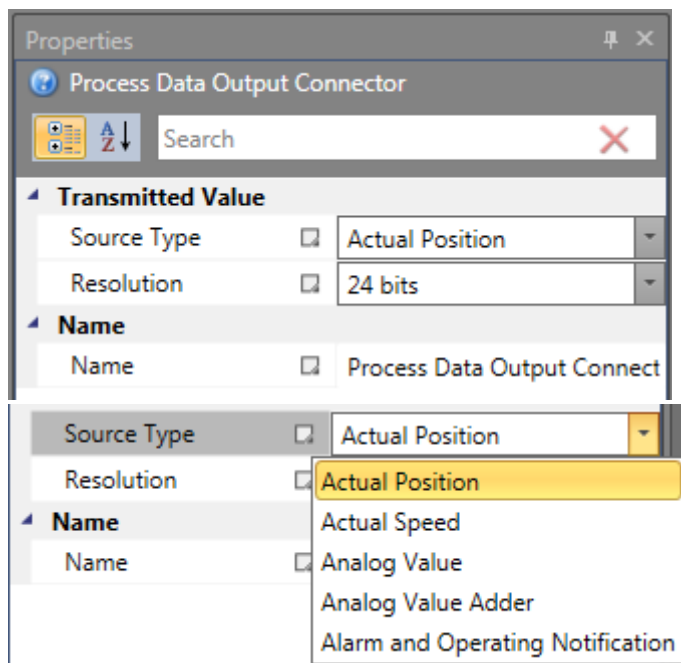 Properties
Process Data Output Connector
Search
Transmitted Value
Source Type Actual Position
Resolution 24 bits
Name
Name Process Data Output Connect
Source Type Actual Position
Resolution Actual Position
Name Actual Speed
Name Analog Value
Analog Value Adder
Alarm and Operating Notification